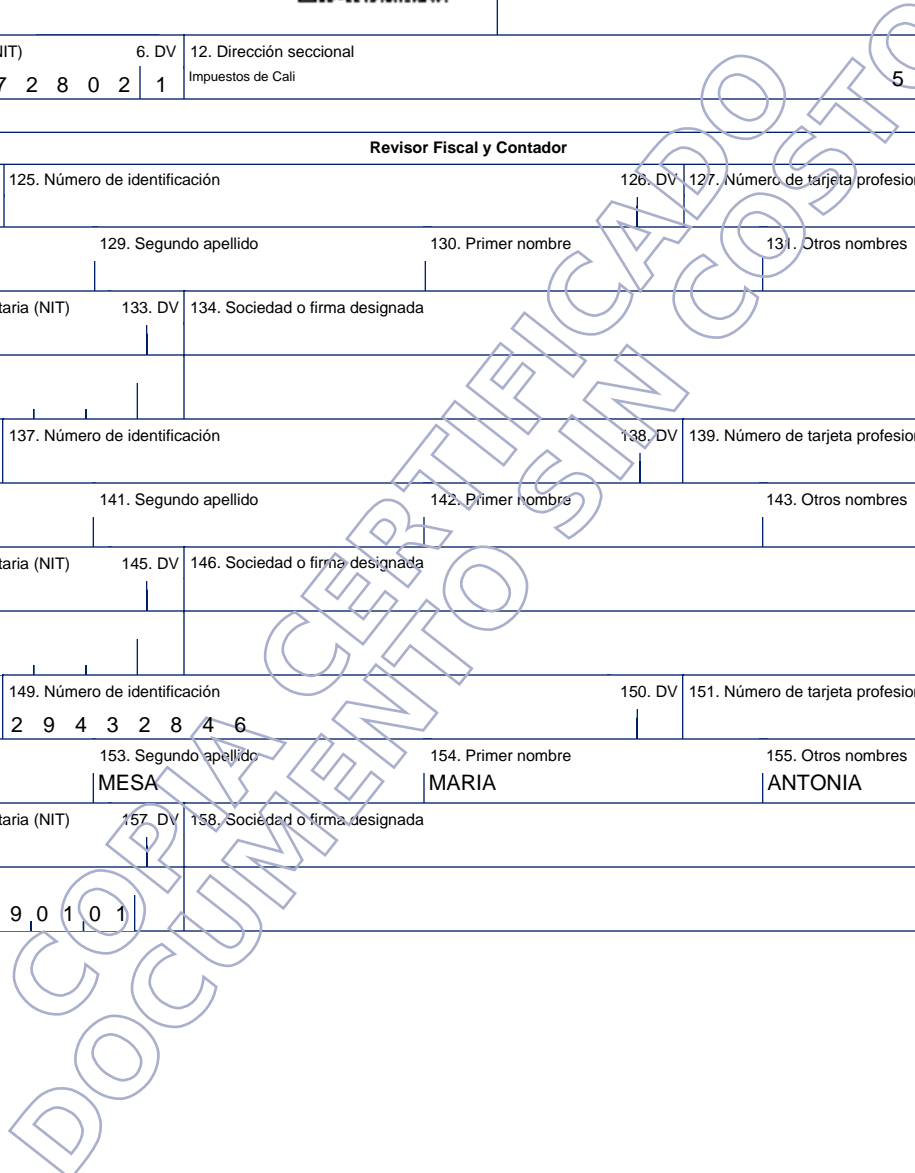 NIT) 6. DV 12. Dirección seccional
7 2 8 0 2 1 Impuestos de Cali 5
Revisor Fiscal y Contador
125. Número de identificación 126. DV 127. Número de tarjeta profesion
129. Segundo apellido 130. Primer nombre 131. Otros nombres
taria (NIT) 133. DV 134. Sociedad o firma designada
137. Número de identificación 138. DV 139. Número de tarjeta profesion
141. Segundo apellido 142. Primer nombre 143. Otros nombres
taria (NIT) 145. DV 146. Sociedad o firma designada
149. Número de identificación 150. DV 151. Número de tarjeta profesion
2 9 4 3 2 8 4 6
153. Segundo apellido 154. Primer nombre 155. Otros nombres
MESA MARIA ANTONIA
taria (NIT) 157. DV 158. Sociedad o firma designada
9 0 1 0 1
COPIA CERTIFICADO
DOCUMENTO SIN COSTO